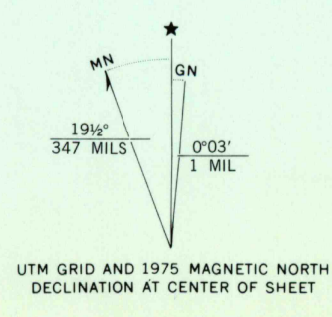 ★
MN
GN
19½°
347 MILS
0°03′
1 MIL
UTM GRID AND 1975 MAGNETIC NORTH
DECLINATION AT CENTER OF SHEET